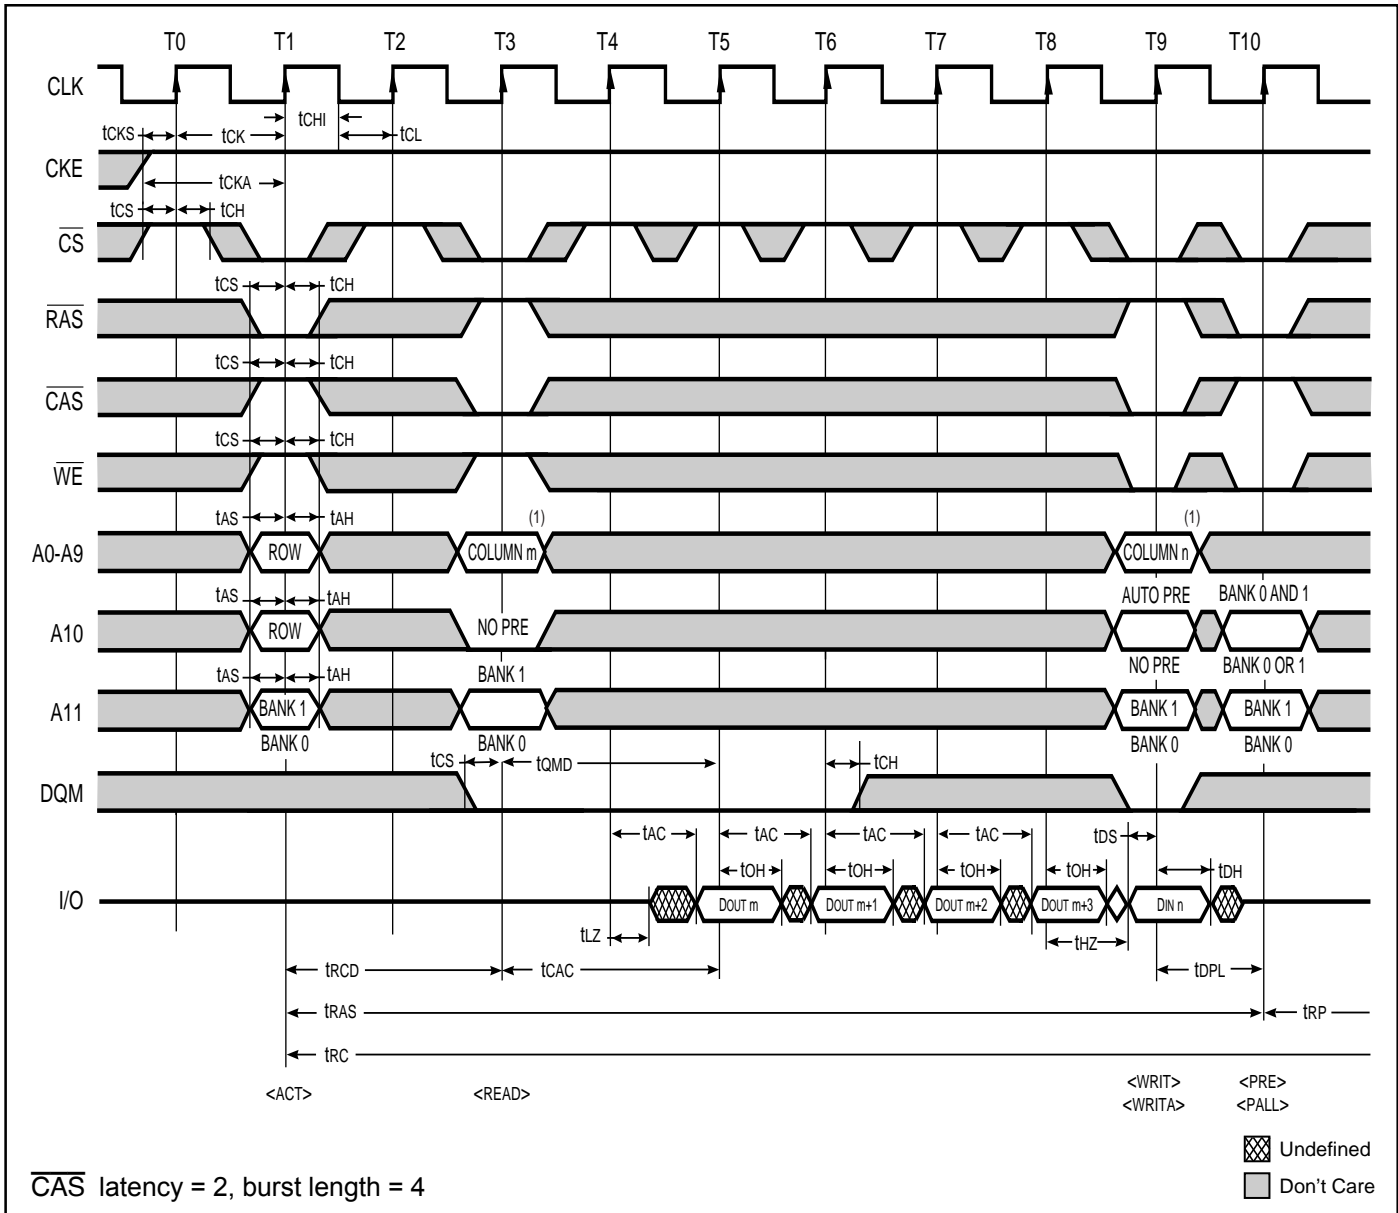 T0 T1 T2 T3 T4 T5 T6 T7 T8 T9 T10
CLK
tCHI
tCKS tCK tCL
CKE
tCKA
tCS tCH
CS
tCS tCH
RAS
tCS tCH
CAS
tCS tCH
WE
tAS tAH (1) (1)
A0-A9 ROW COLUMN m COLUMN n
tAS tAH AUTO PRE BANK 0 AND 1
A10 ROW NO PRE
tAS tAH BANK 1 NO PRE BANK 0 OR 1
A11 BANK 1 BANK 1 BANK 1
BANK 0 BANK 0 BANK 0 BANK 0
tCS tQMD tCH
DQM
tAC tAC tAC tAC tDS
tOH tOH tOH tOH tDH
I/O DOUT m DOUT m+1 DOUT m+2 DOUT m+3 DIN n
tLZ tHZ
tRCD tCAC tDPL
tRAS tRP
tRC
<ACT> <READ> <WRIT> <PRE>
<WRITA> <PALL>
Undefined
CAS latency = 2, burst length = 4 Don't Care